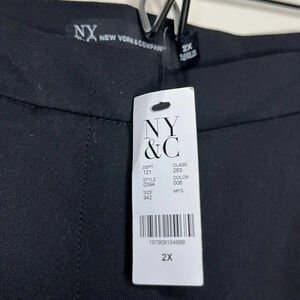 NY
&C NEW YORK & COMPANY
2X
NY
&C
DEPT CLASS
121 263
STYLE COLOR
0394 006
SIZE MFG
942
197909154689
2X